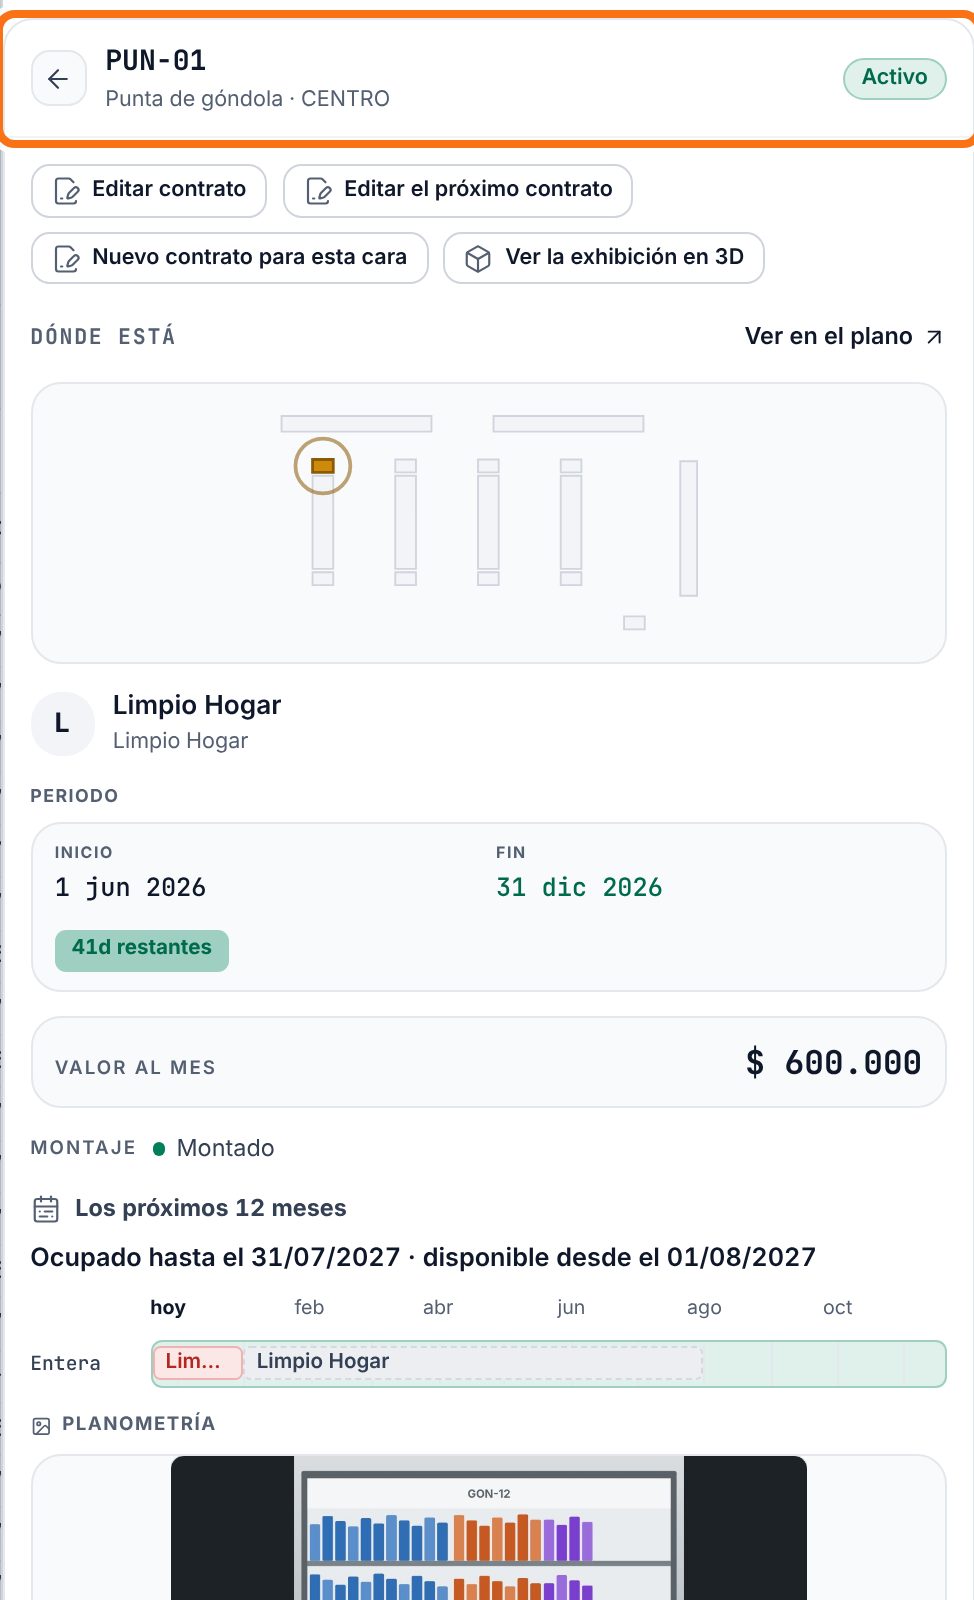 PUN-01
Punta de góndola · CENTRO
Activo
Editar contrato
Editar el próximo contrato
Nuevo contrato para esta cara
Ver la exhibición en 3D
DÓNDE ESTÁ
Ver en el plano
L
Limpio Hogar
Limpio Hogar
PERIODO
INICIO
FIN
1 jun 2026
31 dic 2026
41d restantes
VALOR AL MES
$ 600.000
MONTAJE
Montado
Los próximos 12 meses
Ocupado hasta el 31/07/2027 · disponible desde el 01/08/2027
hoy feb abr jun ago oct
Entera
Lim...
Limpio Hogar
PLANOMETRÍA
GON-12